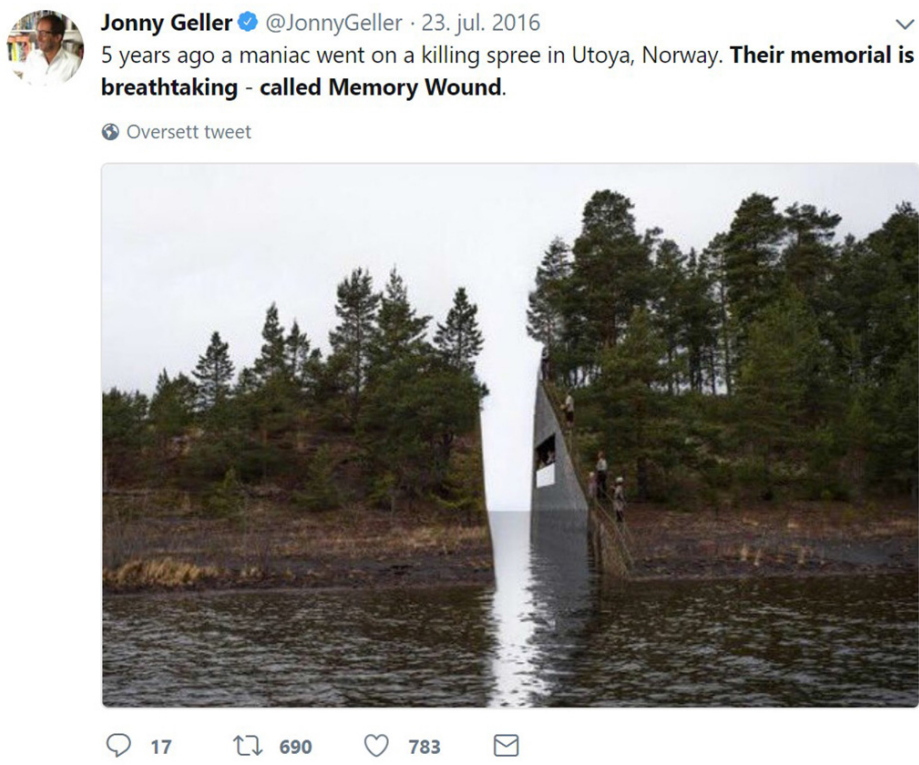 Jonny Geller @JonnyGeller · 23. jul. 2016
5 years ago a maniac went on a killing spree in Utoya, Norway. Their memorial is
breathtaking - called Memory Wound.
Oversett tweet
17 690 783